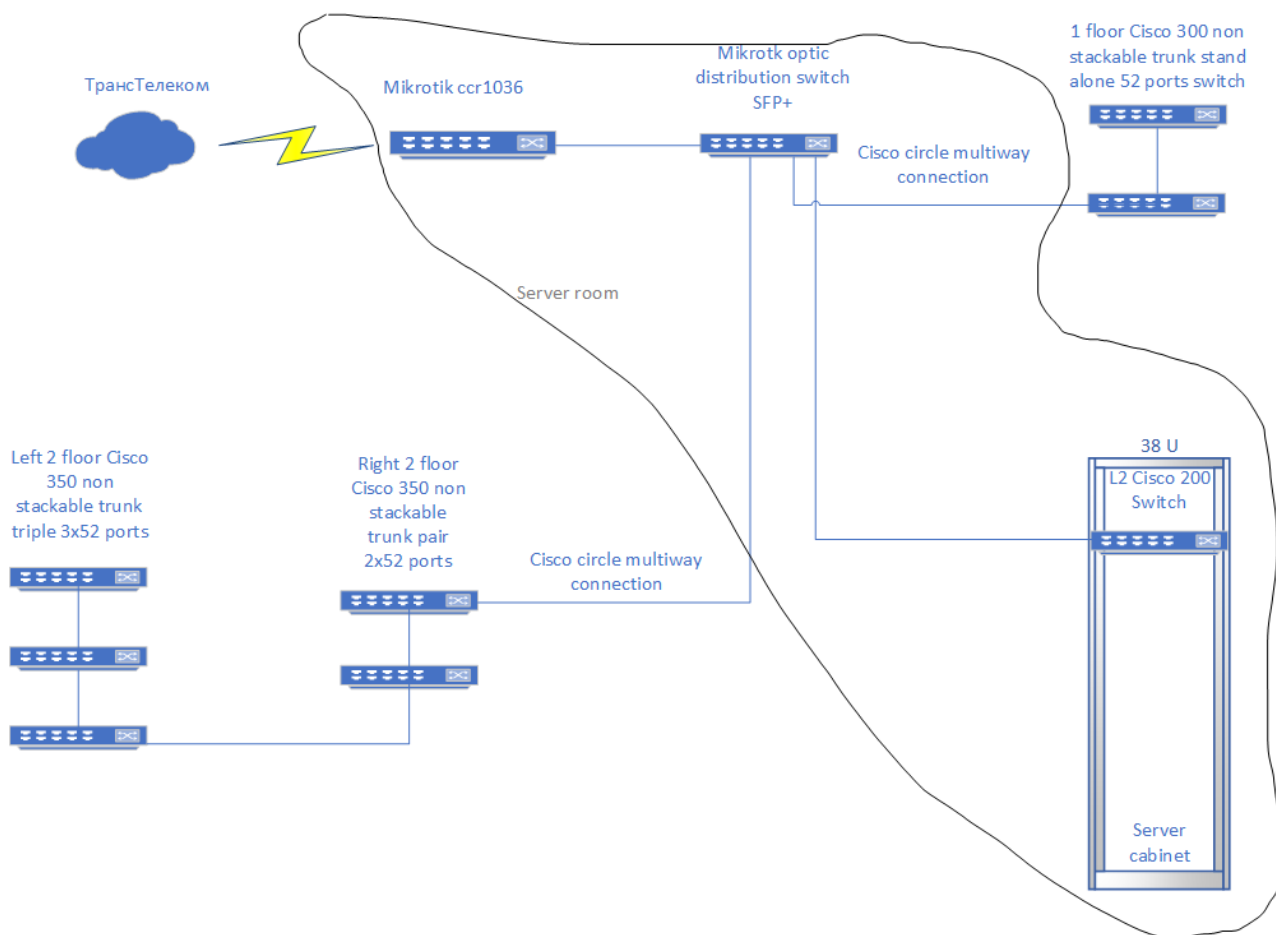 ТрансТелеком
Mikrotik ccr1036
Mikrotk optic
distribution switch
SFP+
1 floor Cisco 300 non
stackable trunk stand
alone 52 ports switch
Cisco circle multiway
connection
Server room
38 U
L2 Cisco 200
Switch
Left 2 floor Cisco
350 non
stackable trunk
triple 3x52 ports
Right 2 floor
Cisco 350 non
stackable
trunk pair
2x52 ports
Cisco circle multiway
connection
Server
cabinet